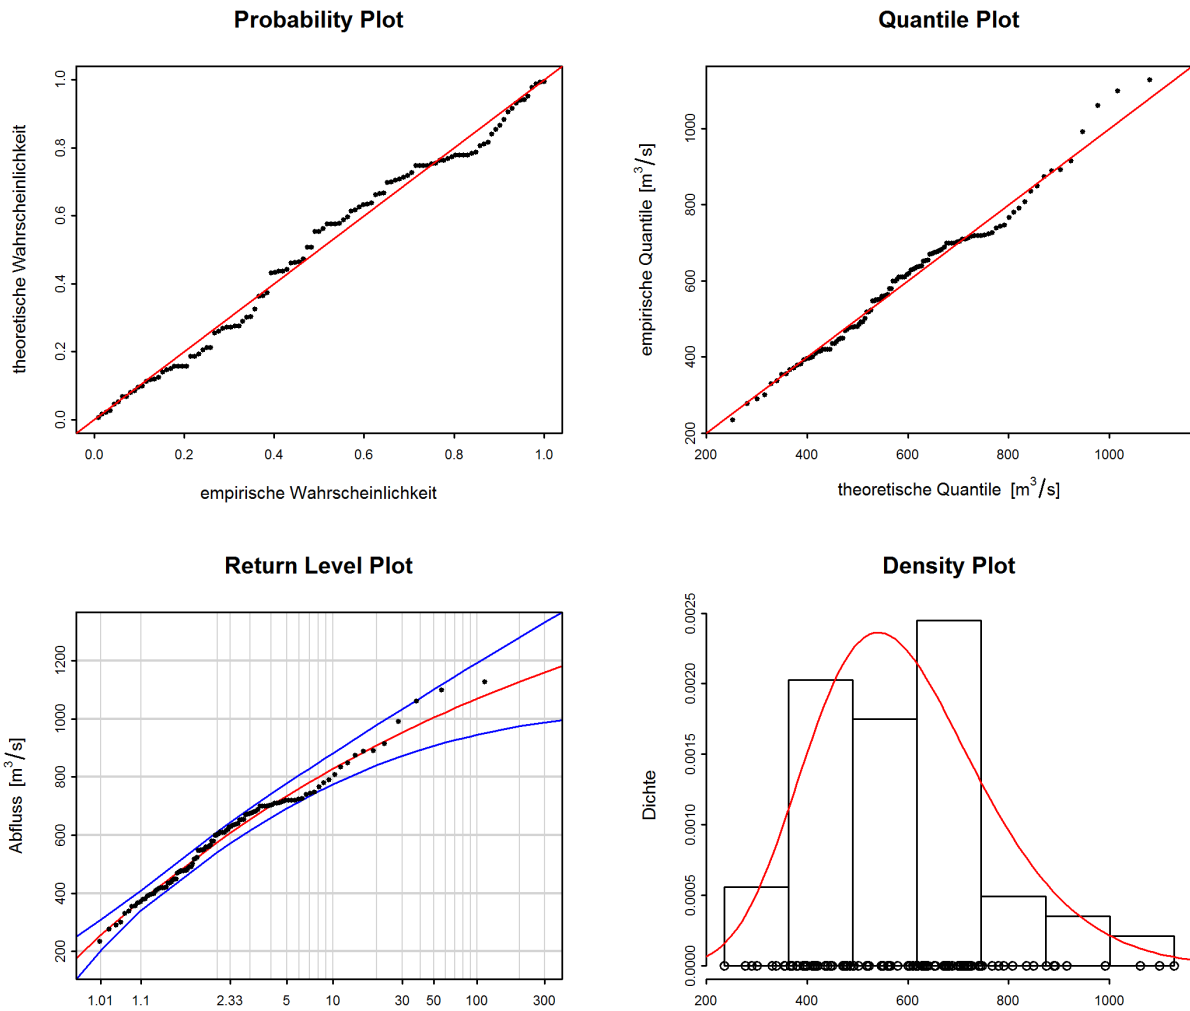 Probability Plot
theoretische Wahrscheinlichkeit
0.0 0.2 0.4 0.6 0.8 1.0
0.0 0.2 0.4 0.6 0.8 1.0
empirische Wahrscheinlichkeit
Quantile Plot
empirische Quantile [m³/s]
200 400 600 800 1000
200 400 600 800 1000
theoretische Quantile [m³/s]
Return Level Plot
Abfluss [m³/s]
200 400 600 800 1000 1200
1.01 1.1 2.33 5 10 30 50 100 300
Density Plot
Dichte
0.0000 0.0005 0.0010 0.0015 0.0020 0.0025
200 400 600 800 1000